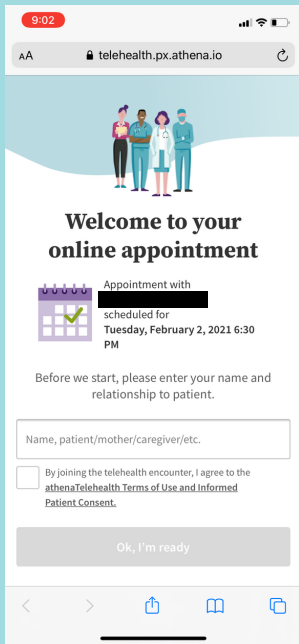 9:02
AA telehealth.px.athena.io
Welcome to your
online appointment
Appointment with
scheduled for
Tuesday, February 2, 2021 6:30
PM
Before we start, please enter your name and
relationship to patient.
Name, patient/mother/caregiver/etc.
By joining the telehealth encounter, I agree to the
athenaTelehealth Terms of Use and Informed
Patient Consent.
Ok, I'm ready